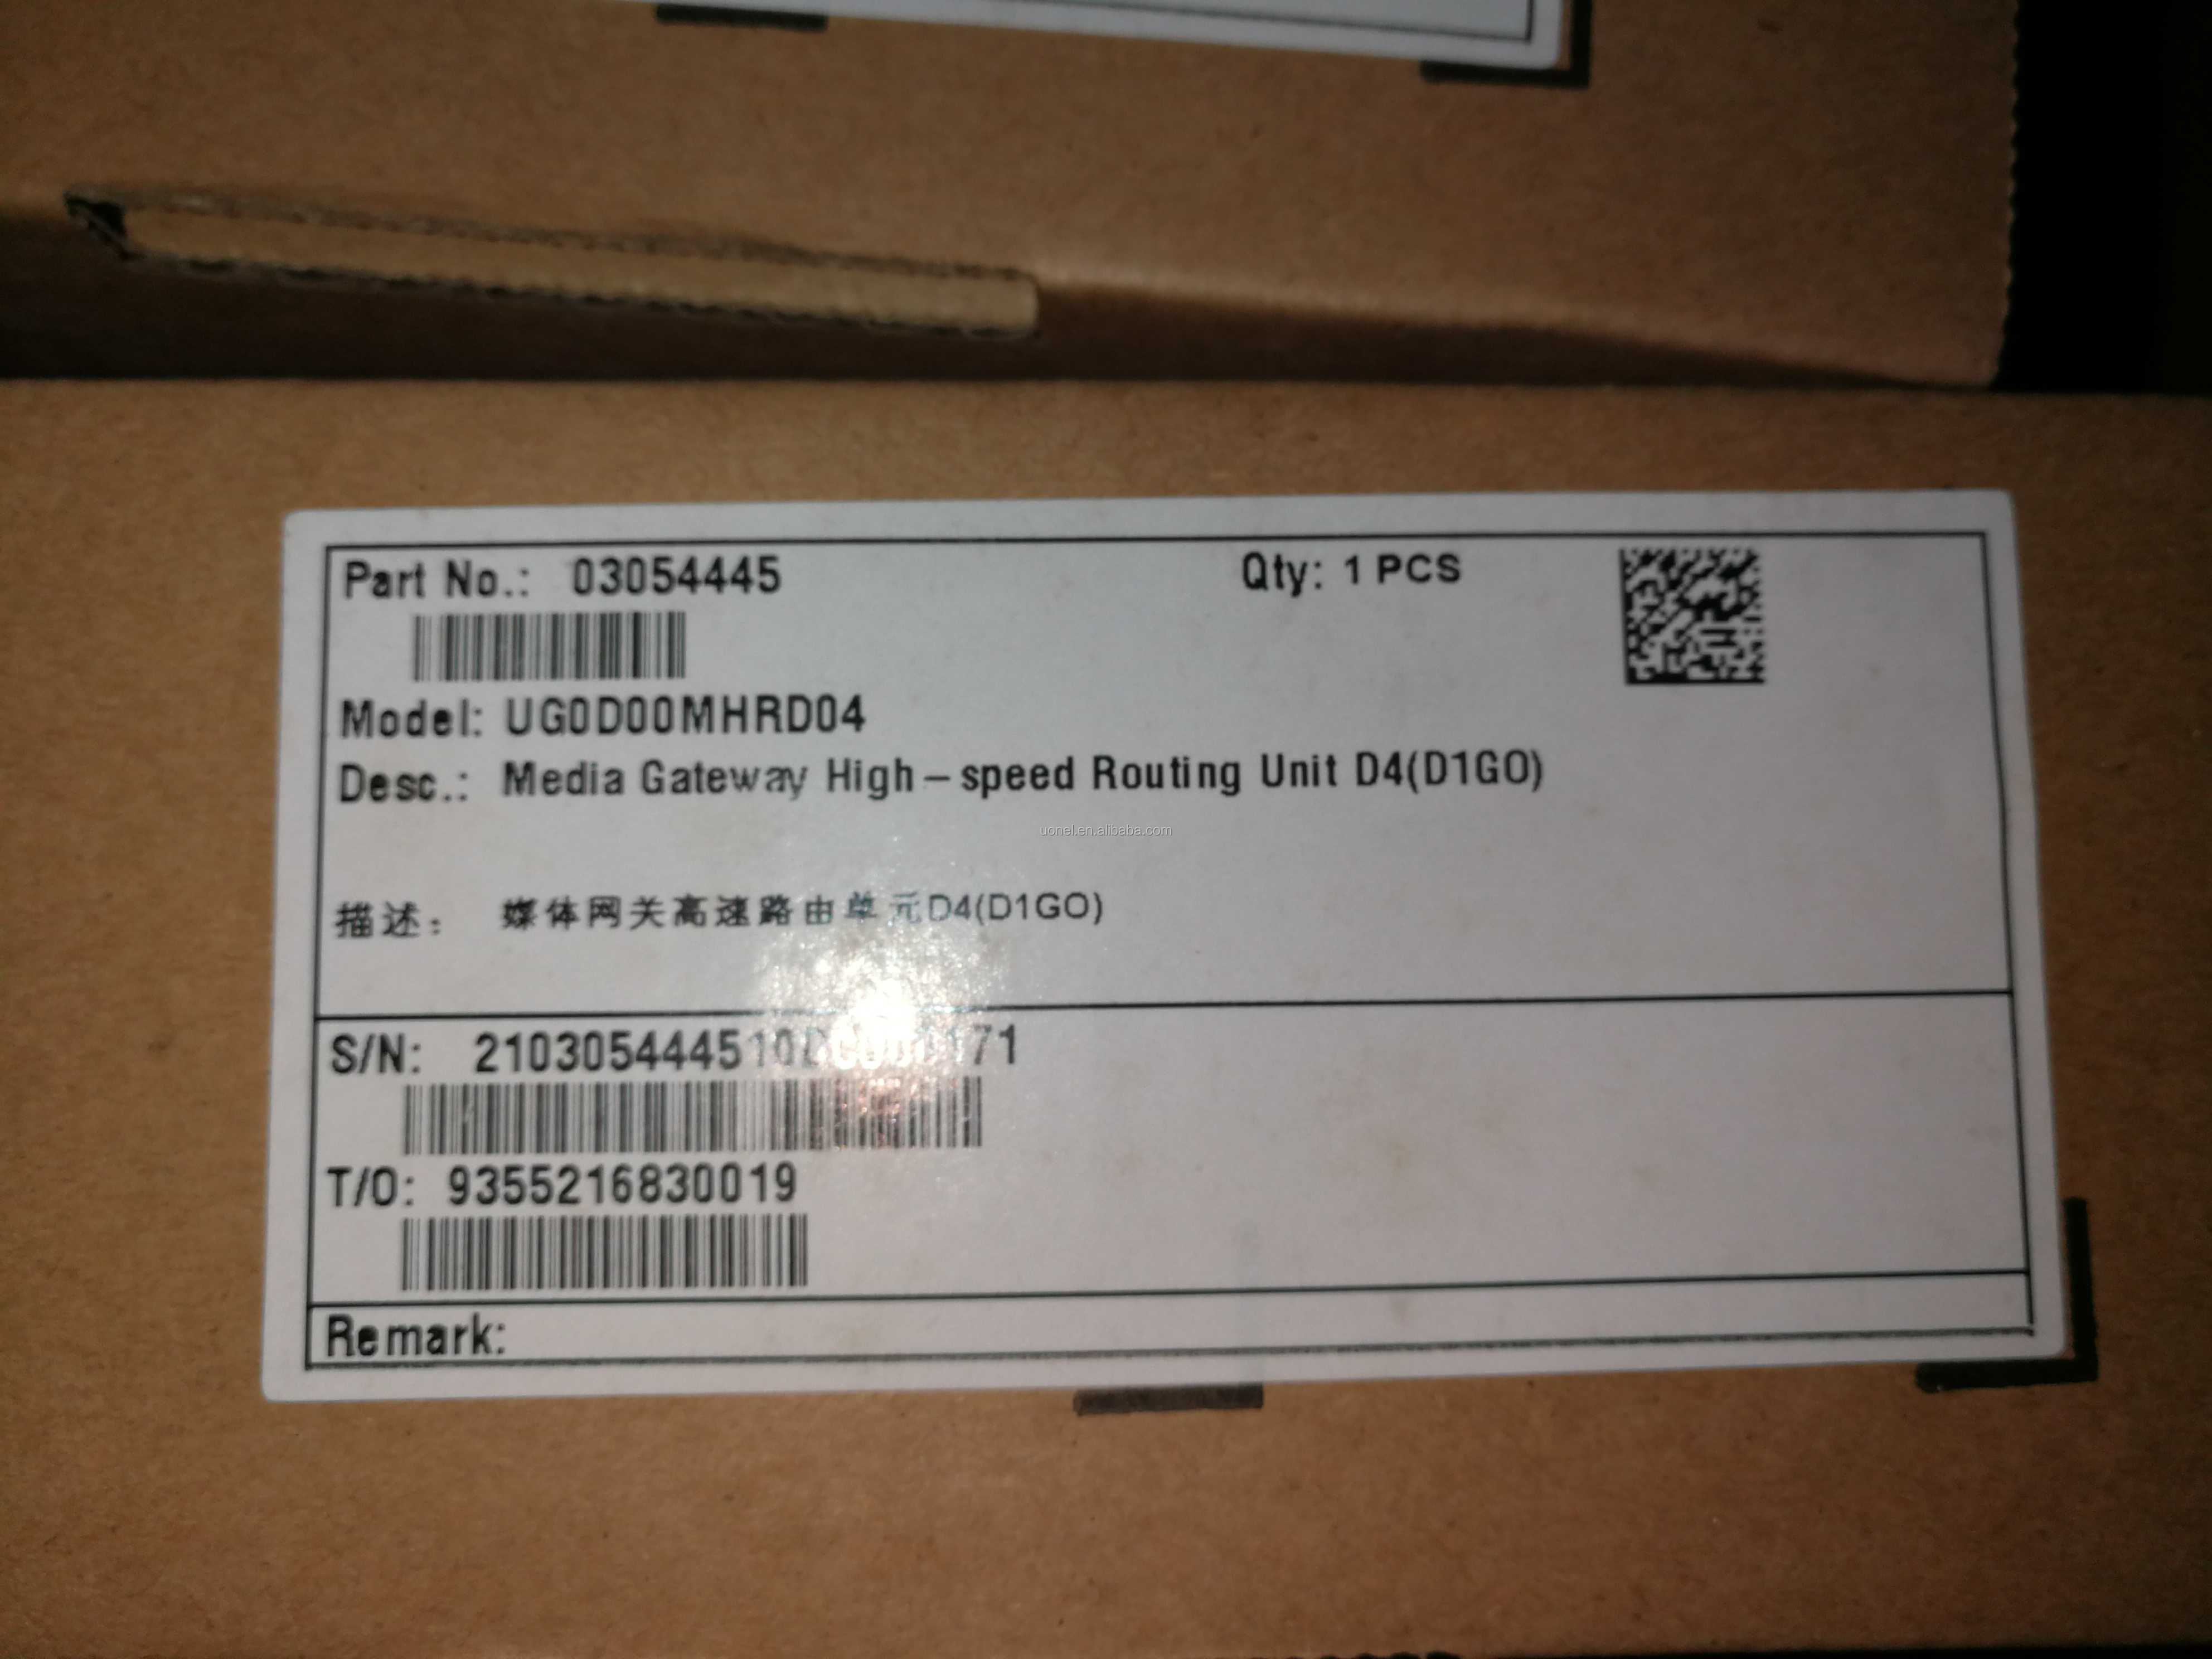 Part No.: 03054445
Qty: 1 PCS
Model: UG0D00MHRD04
Desc.: Media Gateway High-speed Routing Unit D4(D1GO)
uonel.en.alibaba.com
描述: 媒体网关高速路由单元D4(D1GO)
S/N:
T/O: 9355216830019
Remark: